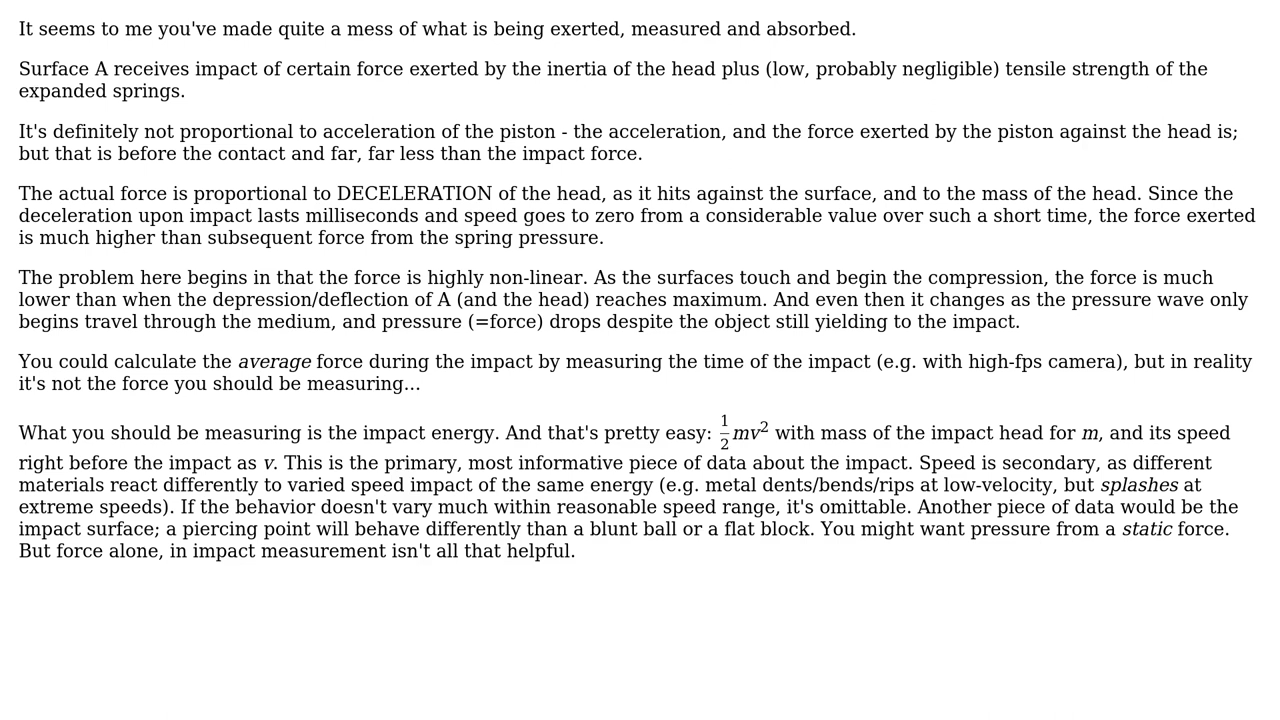 It seems to me you've made quite a mess of what is being exerted, measured and absorbed.
Surface A receives impact of certain force exerted by the inertia of the head plus (low, probably negligible) tensile strength of the
expanded springs.
It's definitely not proportional to acceleration of the piston - the acceleration, and the force exerted by the piston against the head is;
but that is before the contact and far, far less than the impact force.
The actual force is proportional to DECELERATION of the head, as it hits against the surface, and to the mass of the head. Since the
deceleration upon impact lasts milliseconds and speed goes to zero from a considerable value over such a short time, the force exerted
is much higher than subsequent force from the spring pressure.
The problem here begins in that the force is highly non-linear. As the surfaces touch and begin the compression, the force is much
lower than when the depression/deflection of A (and the head) reaches maximum. And even then it changes as the pressure wave only
begins travel through the medium, and pressure (=force) drops despite the object still yielding to the impact.
You could calculate the average force during the impact by measuring the time of the impact (e.g. with high-fps camera), but in reality
it's not the force you should be measuring...
What you should be measuring is the impact energy. And that's pretty easy: $\frac{1}{2}mv^2$ with mass of the impact head for m, and its speed
right before the impact as v. This is the primary, most informative piece of data about the impact. Speed is secondary, as different
materials react differently to varied speed impact of the same energy (e.g. metal dents/bends/rips at low-velocity, but splashes at
extreme speeds). If the behavior doesn't vary much within reasonable speed range, it's omittable. Another piece of data would be the
impact surface; a piercing point will behave differently than a blunt ball or a flat block. You might want pressure from a static force.
But force alone, in impact measurement isn't all that helpful.